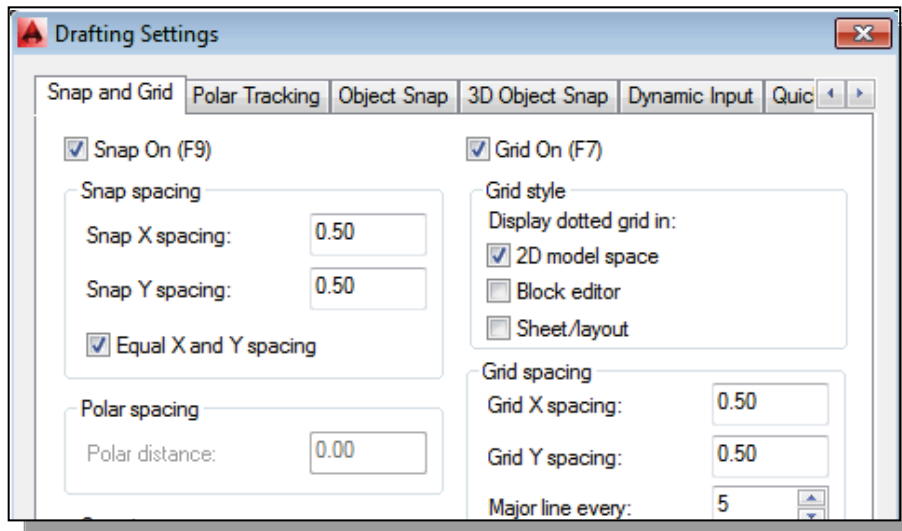 Drafting Settings
Snap and Grid Polar Tracking Object Snap 3D Object Snap Dynamic Input Quic
Snap On (F9)
Snap spacing
Snap X spacing: 0.50
Snap Y spacing: 0.50
Equal X and Y spacing
Polar spacing
Polar distance: 0.00
Grid On (F7)
Grid style
Display dotted grid in:
2D model space
Block editor
Sheet/layout
Grid spacing
Grid X spacing: 0.50
Grid Y spacing: 0.50
Major line every: 5